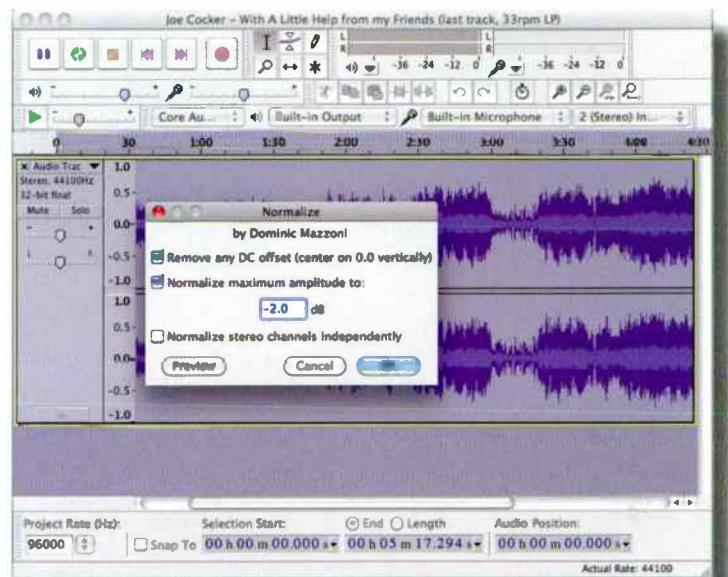 Joe Cocker – With A Little Help from my Friends (last track, 33rpm LP)
L
R
-36 -24 -12 0
L
R
-36 -24 -12 0
Core Au... Built-in Output Built-in Microphone 2 (Stereo) In...
0 30 1:00 1:30 2:00 2:30 3:00 3:30 4:00 4:30
X Audio Trac
Stereo, 44100Hz
32-bit float
Mute Solo
- +
L R
1.0
0.5-
0.0-
-0.5-
-1.0
1.0
0.5-
0.0-
-0.5-
-1.0
Normalize
by Dominic Mazzoni
Remove any DC offset (center on 0.0 vertically)
Normalize maximum amplitude to:
-2.0 dB
Normalize stereo channels independently
Preview Cancel
Project Rate (Hz): Selection Start: End Length Audio Position:
96000 Snap To 00 h 00 m 00.000 s 00 h 05 m 17.294 s 00 h 00 m 00.000 s
Actual Rate: 44100